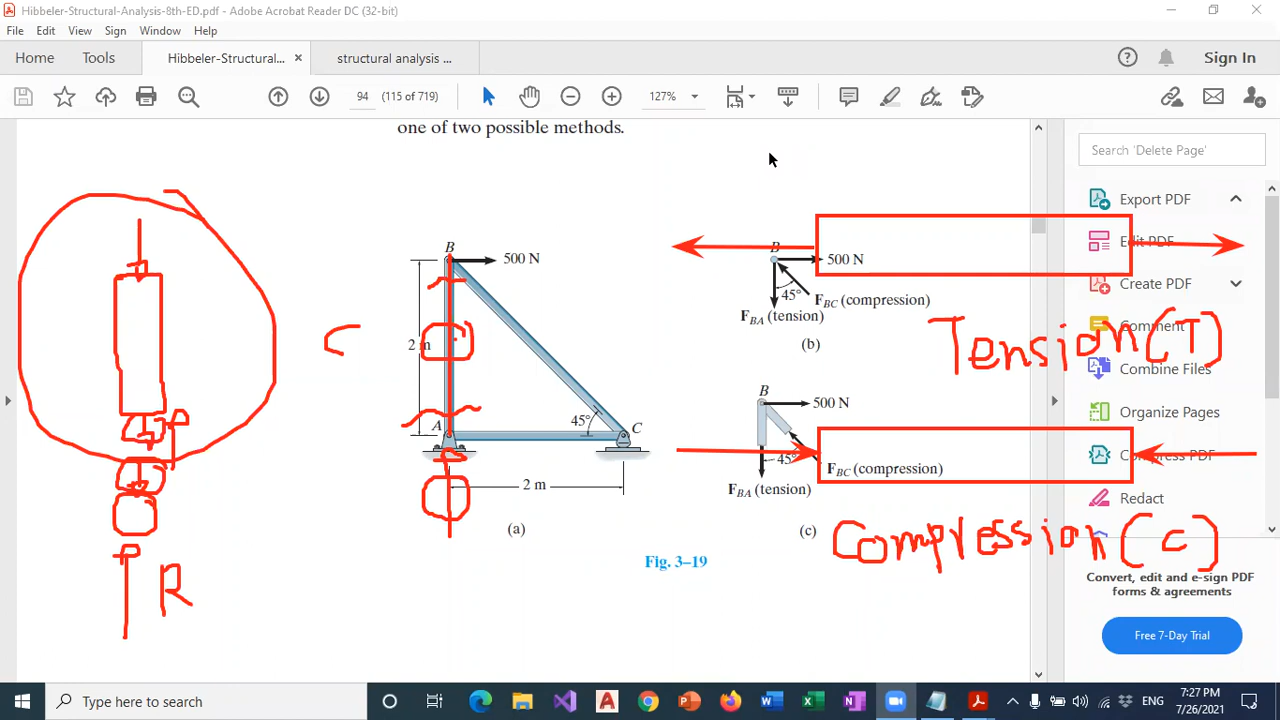 Hibbeler-Structural-Analysis-8th-ED.pdf - Adobe Acrobat Reader DC (32-bit)
File Edit View Sign Window Help
Home Tools Hibbeler-Structural... × structural analysis ... Sign In
94 (115 of 719) 127%
one of two possible methods.
Search 'Delete Page'
Export PDF
Edit PDF
Create PDF
Comment
Combine Files
Organize Pages
Compress PDF
Redact
Convert, edit and e-sign PDF
forms & agreements
Free 7-Day Trial
B
500 N
2 m
45°
A
C
2 m
(a)
B
500 N
45°
FBC (compression)
FBA (tension)
(b)
Tension (T)
B
500 N
45°
FBC (compression)
FBA (tension)
(c)
Compression (C)
Fig. 3–19
C
R
Type here to search
ENG
7:27 PM
7/26/2021